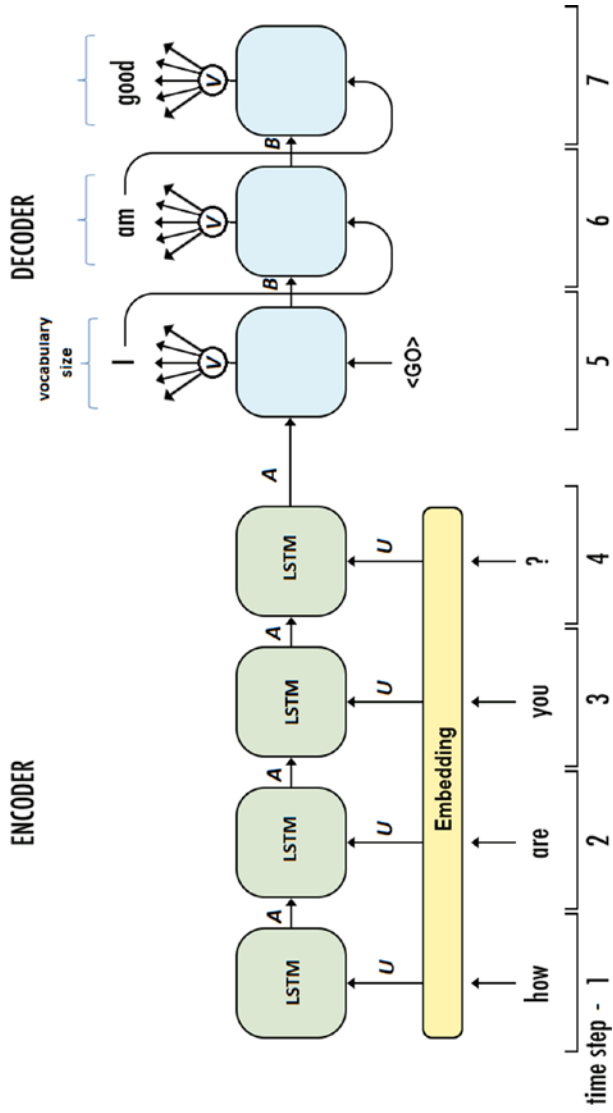 ENCODER
DECODER
vocabulary
size
I
am
good
V
V
V
LSTM
A
LSTM
A
LSTM
A
LSTM
A
B
B
U
U
U
U
<GO>
Embedding
how
are
you
?
time step - 1
2
3
4
5
6
7